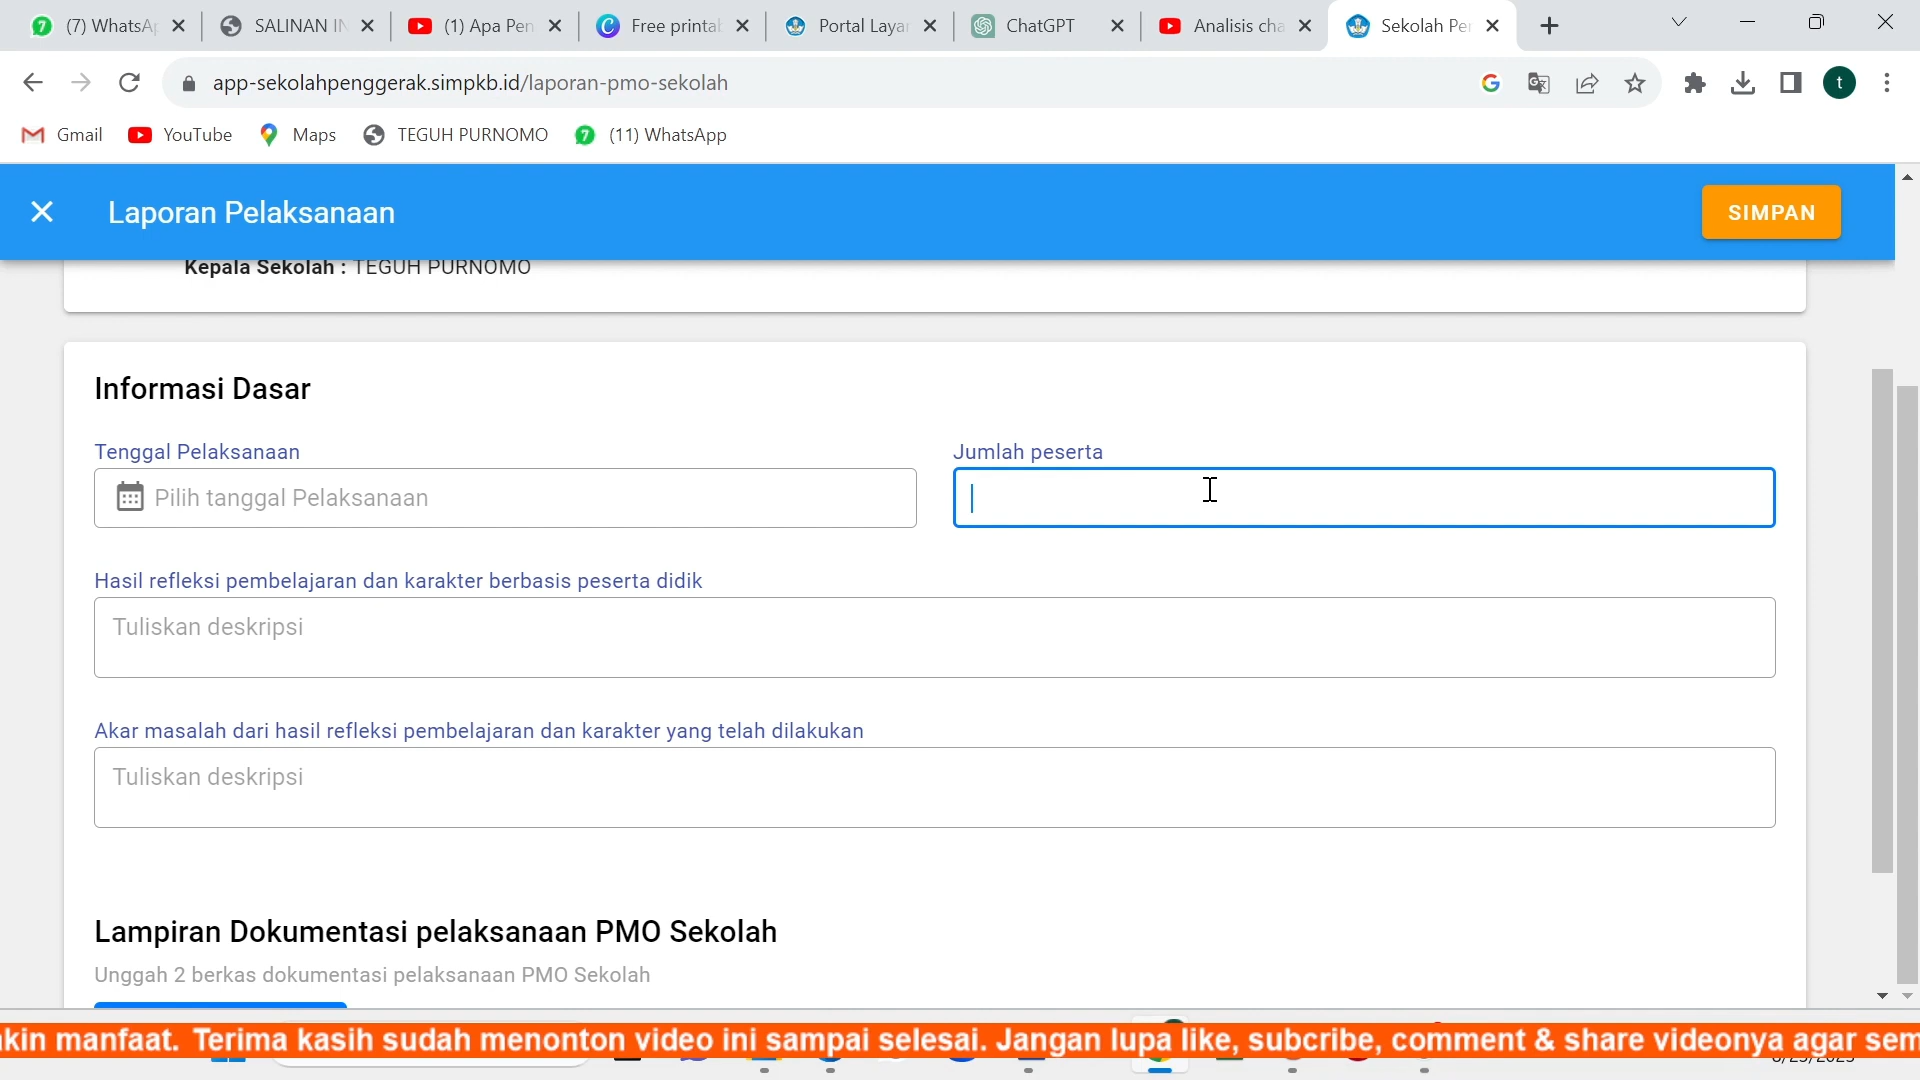 (7) WhatsA
SALINAN IN
(1) Apa Pen
Free printab
Portal Layan
ChatGPT
Analisis cha
Sekolah Per
app-sekolahpenggerak.simpkb.id/laporan-pmo-sekolah
t
Gmail
YouTube
Maps
TEGUH PURNOMO
(11) WhatsApp
Laporan Pelaksanaan
SIMPAN
Kepala Sekolah : TEGUH PURNOMO
Informasi Dasar
Tenggal Pelaksanaan
Jumlah peserta
Pilih tanggal Pelaksanaan
Hasil refleksi pembelajaran dan karakter berbasis peserta didik
Tuliskan deskripsi
Akar masalah dari hasil refleksi pembelajaran dan karakter yang telah dilakukan
Tuliskan deskripsi
Lampiran Dokumentasi pelaksanaan PMO Sekolah
Unggah 2 berkas dokumentasi pelaksanaan PMO Sekolah
kin manfaat. Terima kasih sudah menonton video ini sampai selesai. Jangan lupa like, subcribe, comment & share videonya agar sem